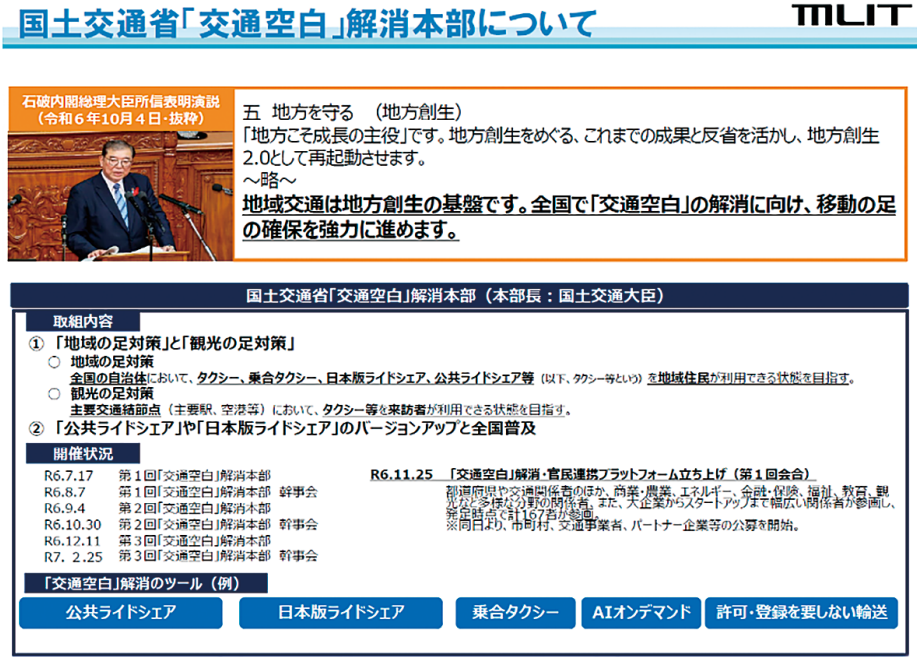 国土交通省「交通空白」解消本部について
MLIT
石破内閣総理大臣所信表明演説
（令和６年10月４日・抜粋）
五　地方を守る　（地方創生）
「地方こそ成長の主役」です。地方創生をめぐる、これまでの成果と反省を活かし、地方創生
2.0として再起動させます。
～略～
地域交通は地方創生の基盤です。全国で「交通空白」の解消に向け、移動の足
の確保を強力に進めます。
国土交通省「交通空白」解消本部（本部長：国土交通大臣）
取組内容
① 「地域の足対策」と「観光の足対策」
○ 地域の足対策
全国の自治体において、タクシー、乗合タクシー、日本版ライドシェア、公共ライドシェア等（以下、タクシー等という）を地域住民が利用できる状態を目指す。
○ 観光の足対策
主要交通結節点（主要駅、空港等）において、タクシー等を来訪者が利用できる状態を目指す。
② 「公共ライドシェア」や「日本版ライドシェア」のバージョンアップと全国普及
開催状況
R6.7.17　第１回「交通空白」解消本部
R6.8.7　第１回「交通空白」解消本部　幹事会
R6.9.4　第２回「交通空白」解消本部
R6.10.30　第２回「交通空白」解消本部　幹事会
R6.12.11　第３回「交通空白」解消本部
R7. 2.25　第３回「交通空白」解消本部　幹事会
R6.11.25　「交通空白」解消・官民連携プラットフォーム立ち上げ（第１回会合）
都道府県や交通関係者のほか、商業・農業、エネルギー、金融・保険、福祉、教育、観
光など多様な分野の関係者、また、大企業からスタートアップまで幅広い関係者が参画し、
発足時点で計167者が参画。
※同日より、市町村、交通事業者、パートナー企業等の公募を開始。
「交通空白」解消のツール（例）
公共ライドシェア
日本版ライドシェア
乗合タクシー
AIオンデマンド
許可・登録を要しない輸送